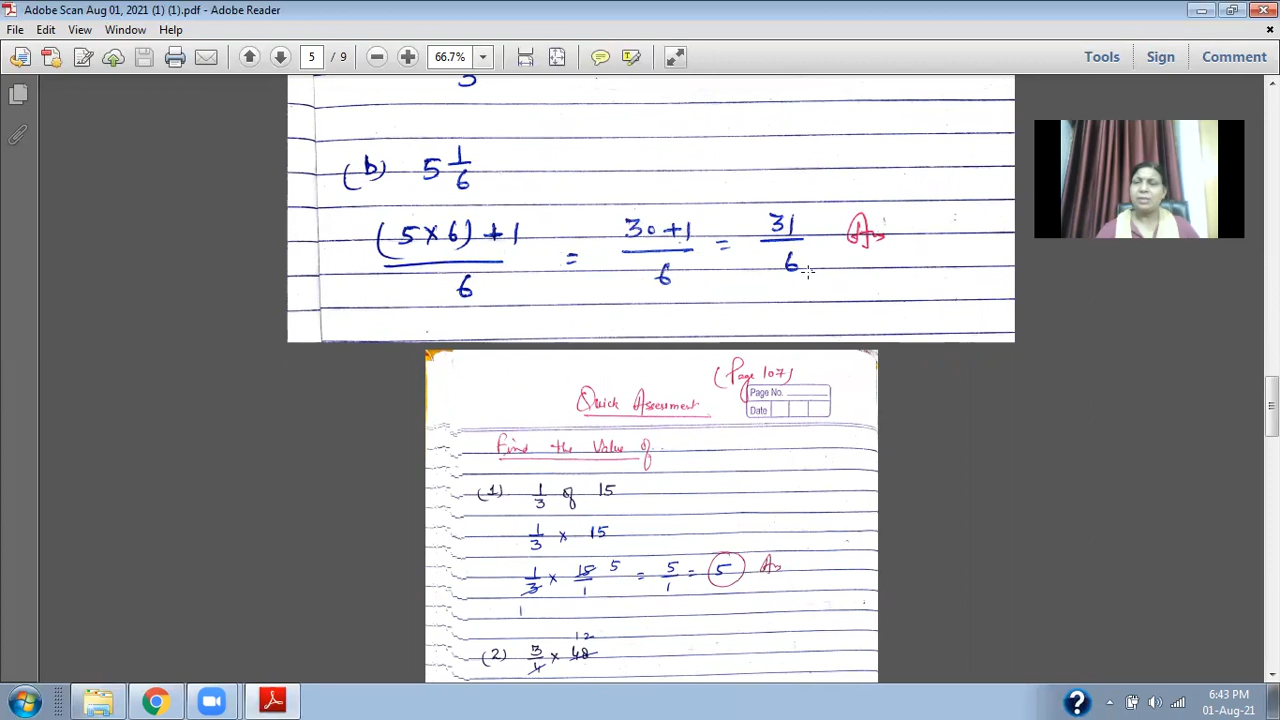 Adobe Scan Aug 01, 2021 (1) (1).pdf - Adobe Reader
File Edit View Window Help
5 / 9 66.7% Tools Sign Comment
(b) 5 1/6
(5 × 6) + 1 / 6 = 30 + 1 / 6 = 31 / 6 Ans
(Page 107)
Page No.
Date
Quick Assessment
Find the Value of
(1) 1/3 of 15
1/3 × 15
1/3 × 15/1 5 = 5/1 = 5 Ans
1
12
(2) 3/4 × 48
6:43 PM
01-Aug-21